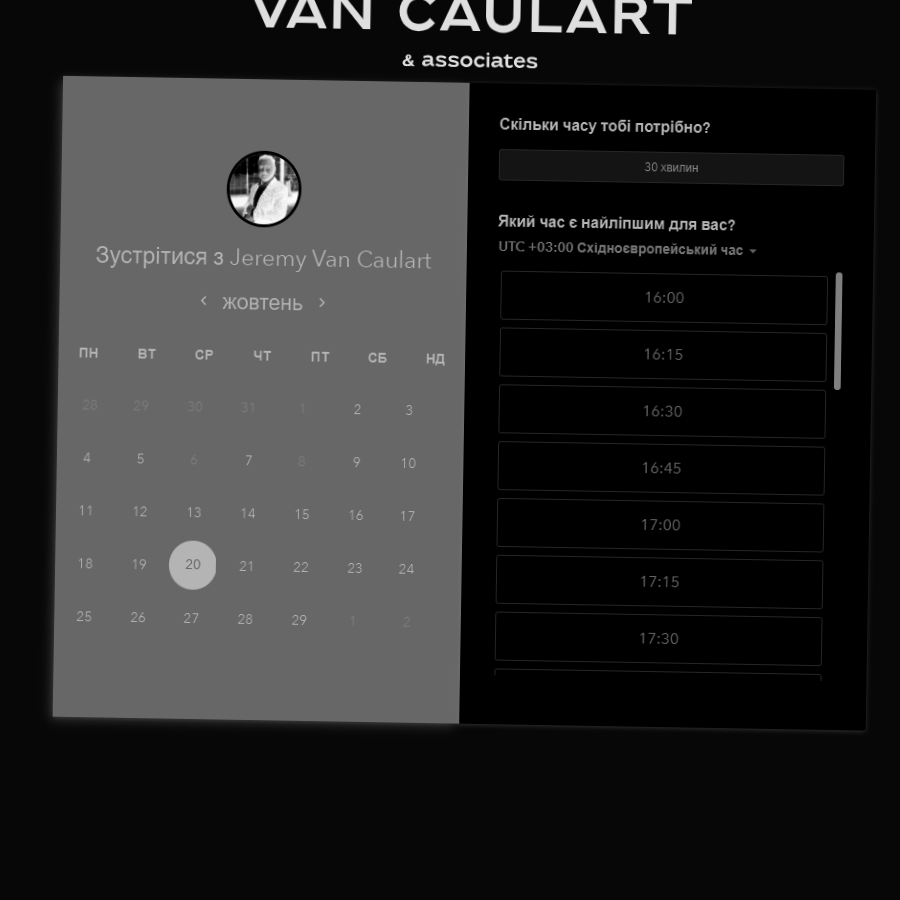 VAN CAULART
& associates
Зустрітися з Jeremy Van Caulart
‹ жовтень ›
ПН ВТ СР ЧТ ПТ СБ НД
28 29 30 31 1 2 3
4 5 6 7 8 9 10
11 12 13 14 15 16 17
18 19 20 21 22 23 24
25 26 27 28 29 1 2
Скільки часу тобі потрібно?
30 хвилин
Який час є найліпшим для вас?
UTC +03:00 Східноєвропейський час
16:00
16:15
16:30
16:45
17:00
17:15
17:30